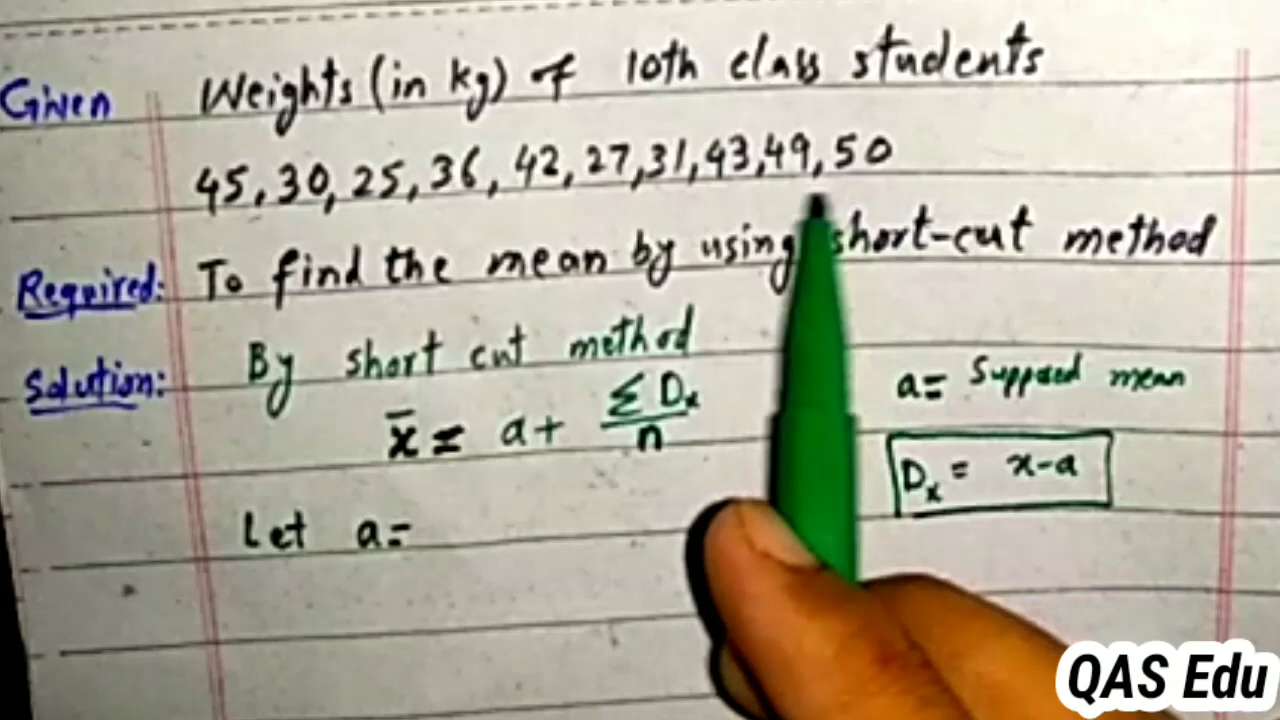 Given Weights (in kg) of 10th class students
45, 30, 25, 36, 42, 27, 31, 43, 49, 50
Required: To find the mean by using short-cut method
Solution: By short cut method
x̄ = a + ΣDx/n
a = Supposed mean
Dx = x-a
Let a =
QAS Edu